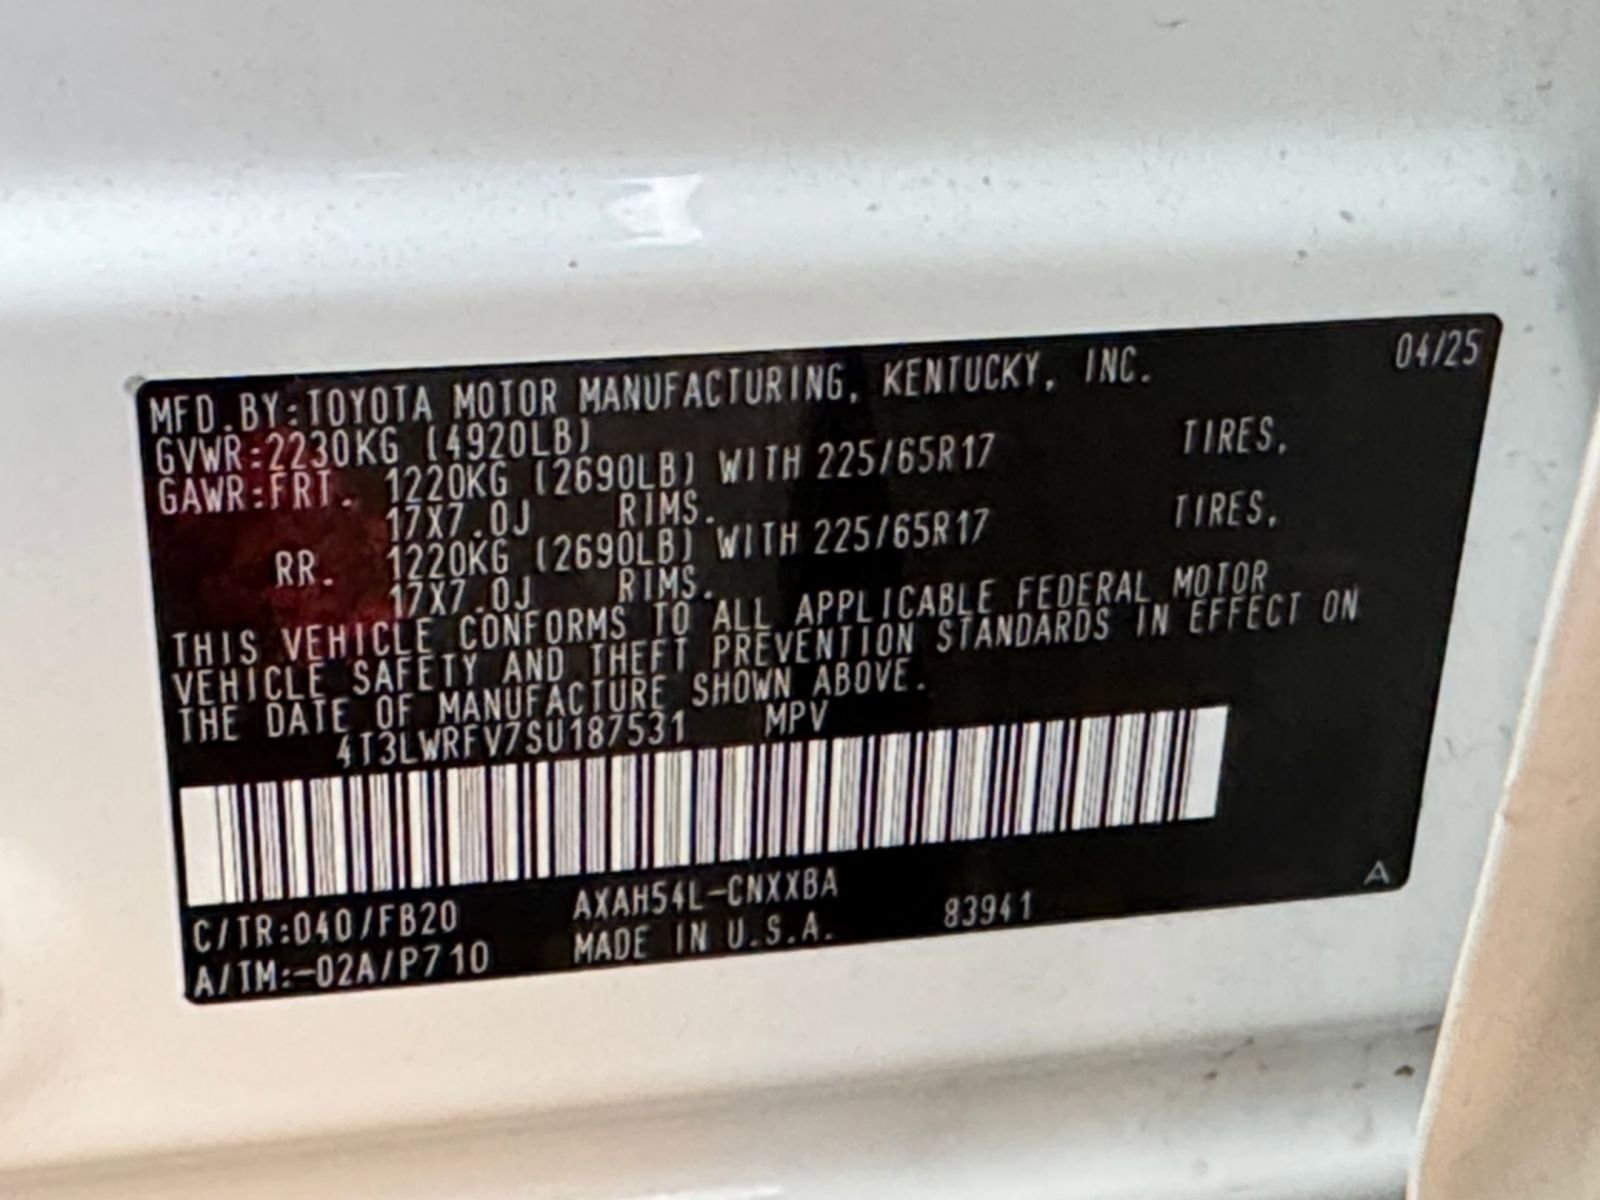 MFD.BY:TOYOTA MOTOR MANUFACTURING, KENTUCKY, INC. 04/25
GVWR:2230KG (4920LB)
GAWR:FRT. 1220KG (2690LB) WITH 225/65R17 TIRES,
17X7.0J RIMS.
RR. 1220KG (2690LB) WITH 225/65R17 TIRES,
17X7.0J RIMS.
THIS VEHICLE CONFORMS TO ALL APPLICABLE FEDERAL MOTOR
VEHICLE SAFETY AND THEFT PREVENTION STANDARDS IN EFFECT ON
THE DATE OF MANUFACTURE SHOWN ABOVE.
4T3LWRFV7SU187531 MPV
C/TR:040/FB20 AXAH54L-CNXXBA
A/TM:-02A/P710 MADE IN U.S.A. 83941
A